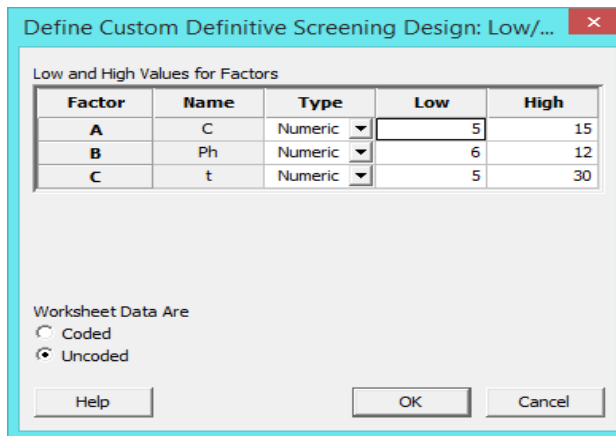 Define Custom Definitive Screening Design: Low/...
Low and High Values for Factors
Factor Name Type Low High
A C Numeric 5 15
B Ph Numeric 6 12
C t Numeric 5 30
Worksheet Data Are
Coded
Uncoded
Help OK Cancel